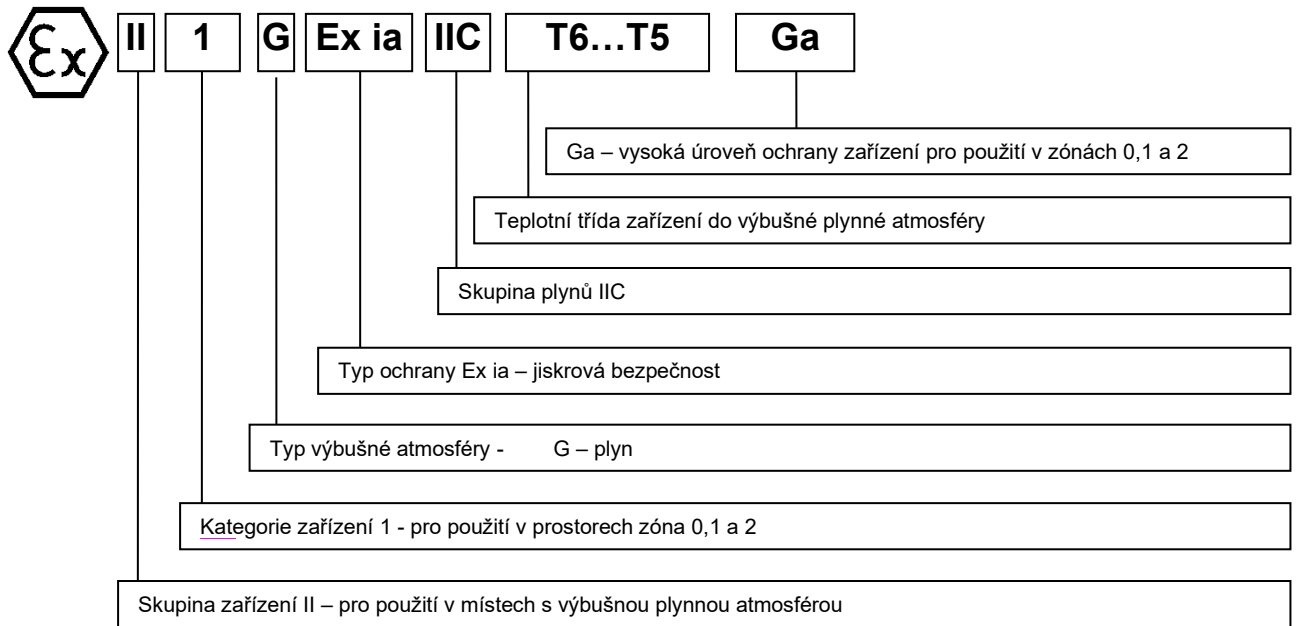 Ex II 1 G Ex ia IIC T6…T5 Ga
Ga – vysoká úroveň ochrany zařízení pro použití v zónách 0,1 a 2
Teplotní třída zařízení do výbušné plynné atmosféry
Skupina plynů IIC
Typ ochrany Ex ia – jiskrová bezpečnost
Typ výbušné atmosféry - G – plyn
Kategorie zařízení 1 - pro použití v prostorech zóna 0,1 a 2
Skupina zařízení II – pro použití v místech s výbušnou plynnou atmosférou